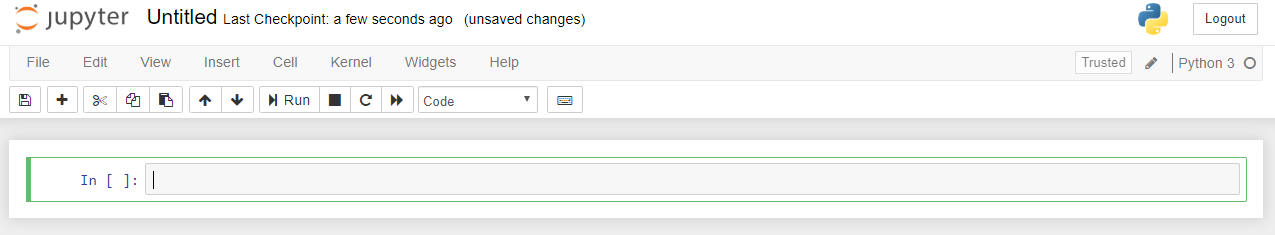 jupyter Untitled Last Checkpoint: a few seconds ago (unsaved changes) Logout
File Edit View Insert Cell Kernel Widgets Help Trusted Python 3
Run Code
In [ ]: